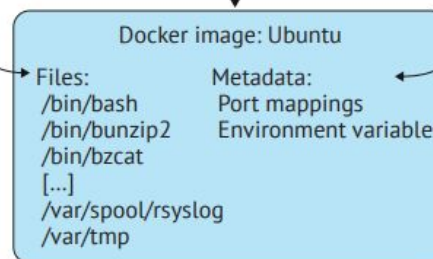 Docker image: Ubuntu
Files:
/bin/bash
/bin/bunzip2
/bin/bzcat
[...]
/var/spool/rsyslog
/var/tmp
Metadata:
Port mappings
Environment variable